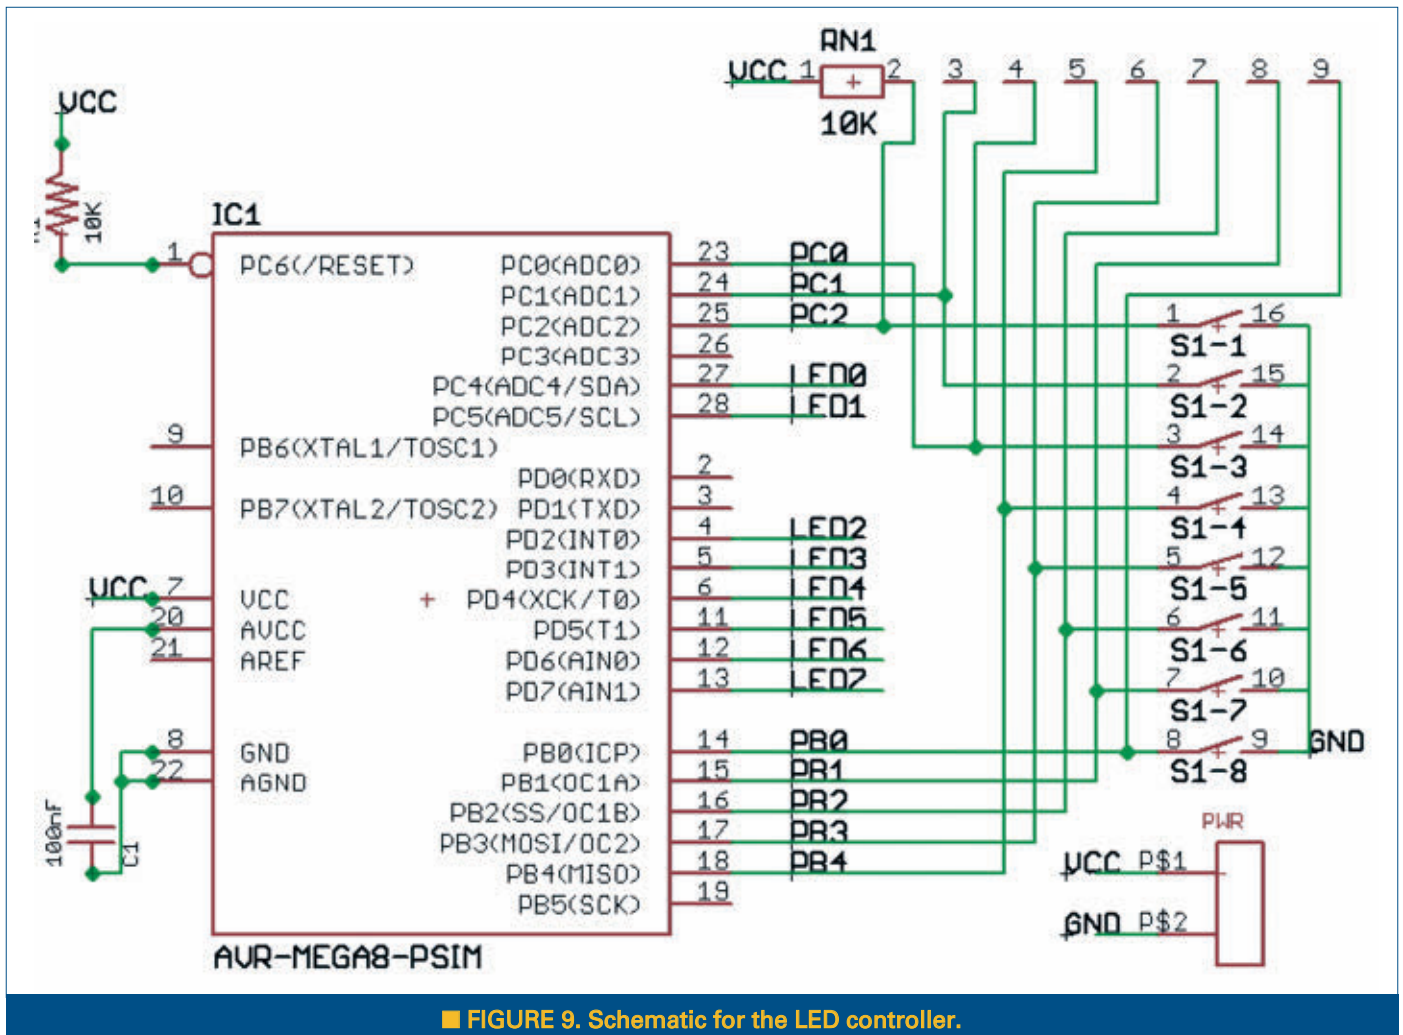 RN1
VCC 1 2 3 4 5 6 7 8 9
10K
VCC
10K
IC1
1 PC6(/RESET) PC0(ADC0) 23 PC0
PC1(ADC1) 24 PC1
PC2(ADC2) 25 PC2 1 16
S1-1
PC3(ADC3) 26
PC4(ADC4/SDA) 27 LED0 2 15
S1-2
PC5(ADC5/SCL) 28 LED1
9 PB6(XTAL1/TOSC1) 3 14
S1-3
PD0(RXD) 2
10 PB7(XTAL2/TOSC2) PD1(TXD) 3 4 13
S1-4
PD2(INT0) 4 LED2
PD3(INT1) 5 LED3 5 12
S1-5
VCC 7 VCC PD4(XCK/T0) 6 LED4
20 AVCC PD5(T1) 11 LED5 6 11
S1-6
21 AREF PD6(AIN0) 12 LED6
PD7(AIN1) 13 LED7 7 10
S1-7
8 GND PB0(ICP) 14 PB0 8 9 GND
S1-8
22 AGND PB1(OC1A) 15 PB1
PB2(SS/OC1B) 16 PB2
PWR
100nF C1 PB3(MOSI/OC2) 17 PB3
PB4(MISO) 18 PB4 VCC P$1
PB5(SCK) 19
GND P$2
AVR-MEGA8-PSIM
■ FIGURE 9. Schematic for the LED controller.